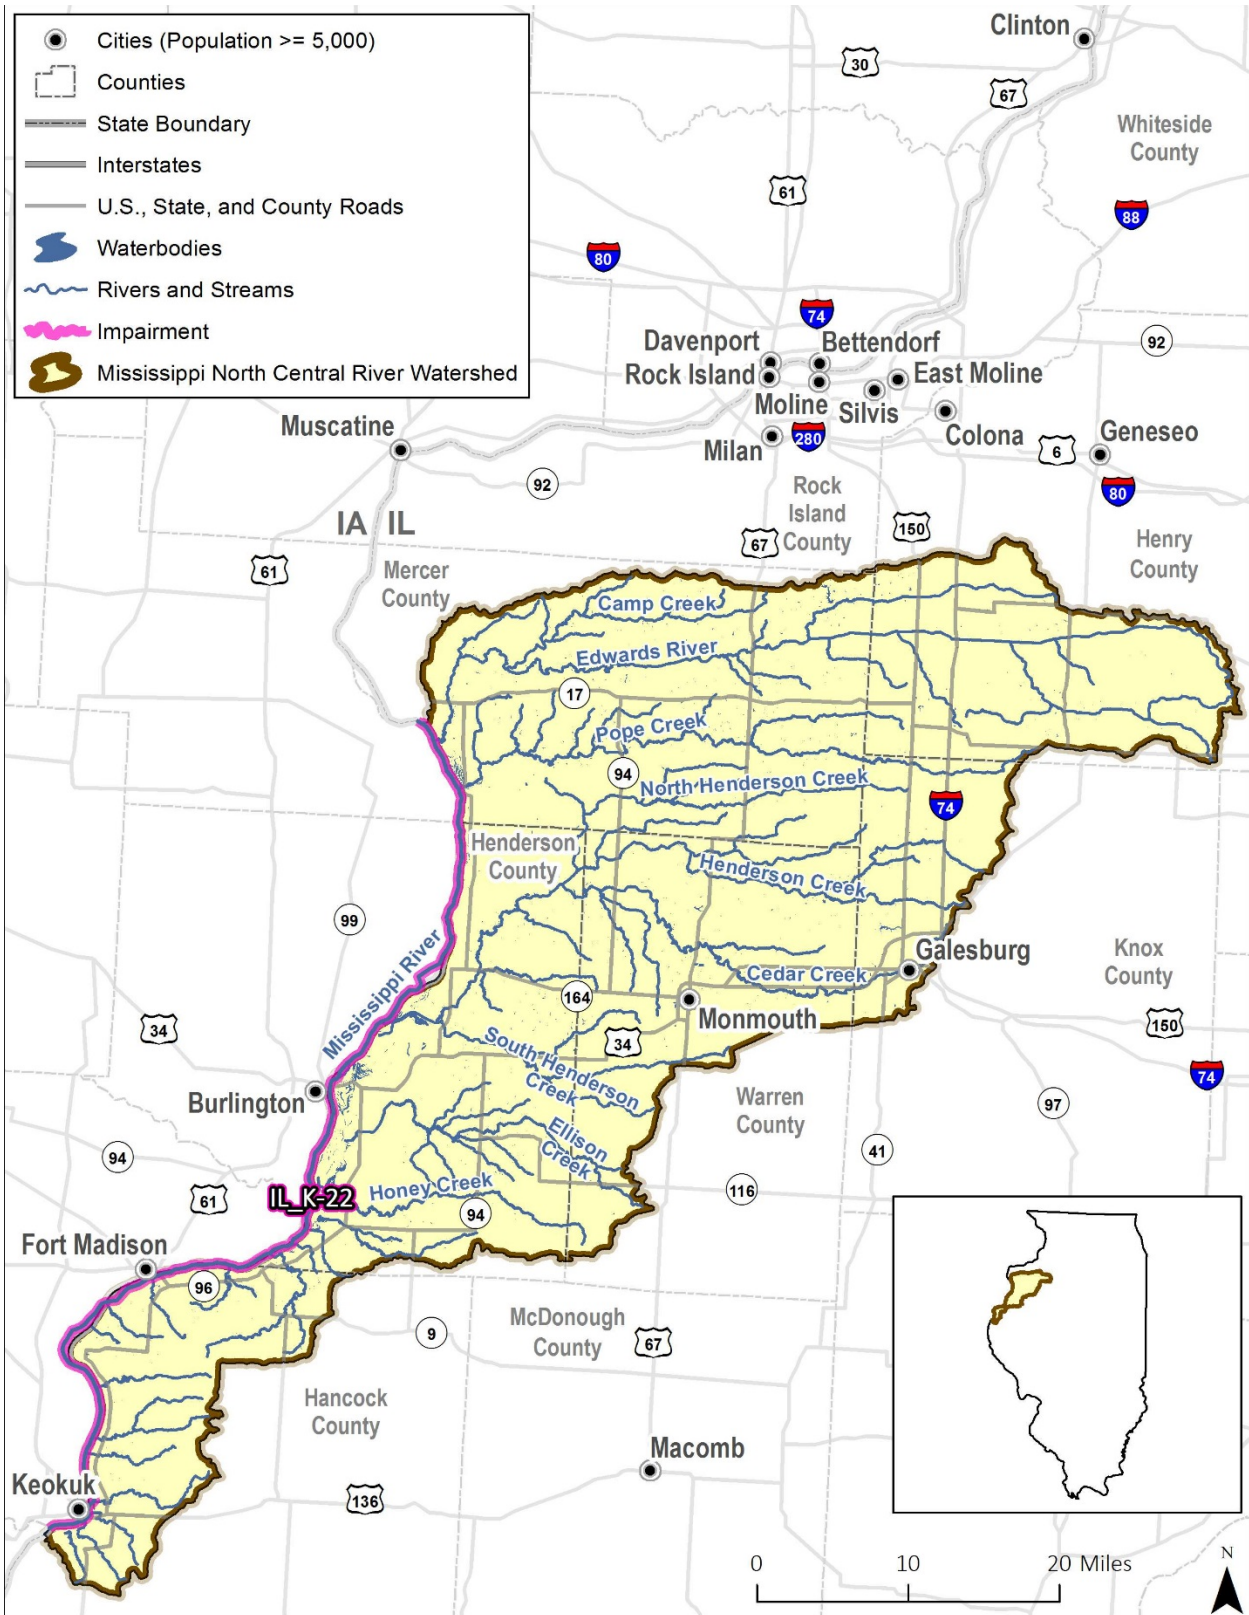 Cities (Population >= 5,000)
Counties
State Boundary
Interstates
U.S., State, and County Roads
Waterbodies
Rivers and Streams
Impairment
Mississippi North Central River Watershed
Clinton
30
67
Whiteside
County
61
88
80
74
92
Davenport
Bettendorf
Rock Island
East Moline
Moline
Silvis
Muscatine
Milan
280
Colona
Geneseo
6
92
80
Rock
Island
County
IA IL
67
150
Henry
County
61
Mercer
County
Camp Creek
Edwards River
17
Pope Creek
94
North Henderson Creek
74
Henderson
County
Henderson Creek
99
Mississippi River
Galesburg
Knox
County
Cedar Creek
164
Monmouth
34
34
150
South Henderson
Creek
74
Burlington
Warren
County
97
Ellison
Creek
94
41
61
Honey Creek
116
IL_K-22
94
Fort Madison
96
McDonough
County
9
67
Hancock
County
Macomb
Keokuk
136
0
10
20 Miles
N